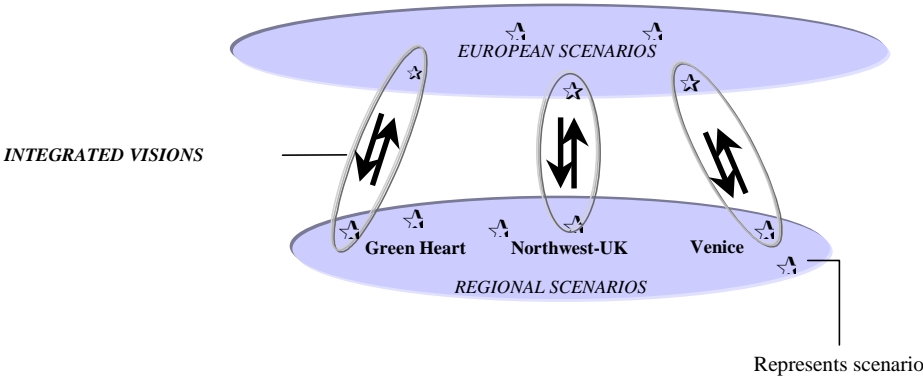 EUROPEAN SCENARIOS
INTEGRATED VISIONS
Green Heart
Northwest-UK
Venice
REGIONAL SCENARIOS
Represents scenario